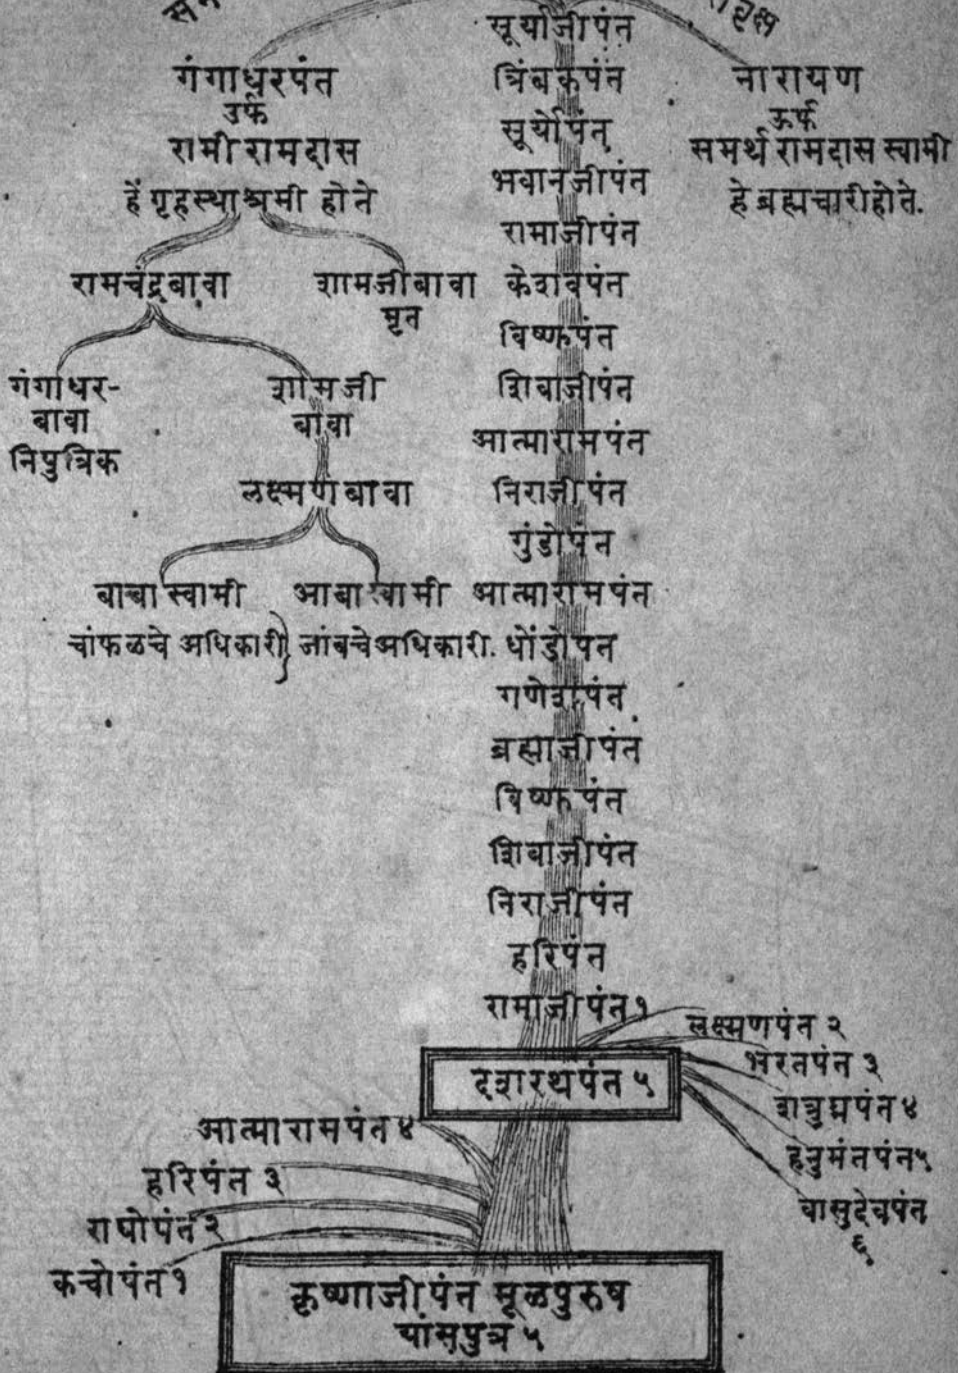 सूर्याजीपंत
गंगाधरपंत
उर्फ
रामीरामदास
हें गृहस्थाश्रमी होते
त्रिंबकपंत
नारायण
ऊर्फ
समर्थ रामदास स्वामी
हे ब्रह्मचारी होते.
सूर्योपंत
भवानजीपंत
रामाजीपंत
रामचंद्रबावा
शामजीबावा
मृत
केशवपंत
विष्णुपंत
गंगाधर-
बावा
निपुत्रिक
शामजी
बावा
शिवाजीपंत
आत्मारामपंत
लक्ष्मणबावा
निराजीपंत
गुंडोपंत
बाबा स्वामी
आबा स्वामी
आत्मारामपंत
चांफळचे अधिकारी
जांबचे अधिकारी.
धोंडोपंत
गणेशपंत
ब्रह्माजीपंत
विष्णुपंत
शिवाजीपंत
निराजीपंत
हरिपंत
रामाजीपंत १
लक्ष्मणपंत २
भरतपंत ३
शत्रुघ्नपंत ४
हनुमंतपंत ५
वासुदेवपंत
६
दशरथपंत ५
आत्मारामपंत ४
हरिपंत ३
राघोपंत २
कचोपंत १
कृष्णाजीपंत मूळपुरुष
यांसपुत्र ५